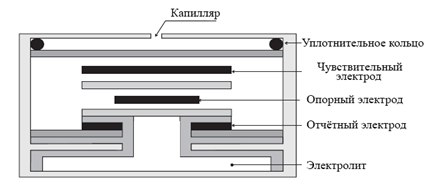 Капилляр
Уплотнительное кольцо
Чувствительный
электрод
Опорный электрод
Отчётный электрод
Электролит